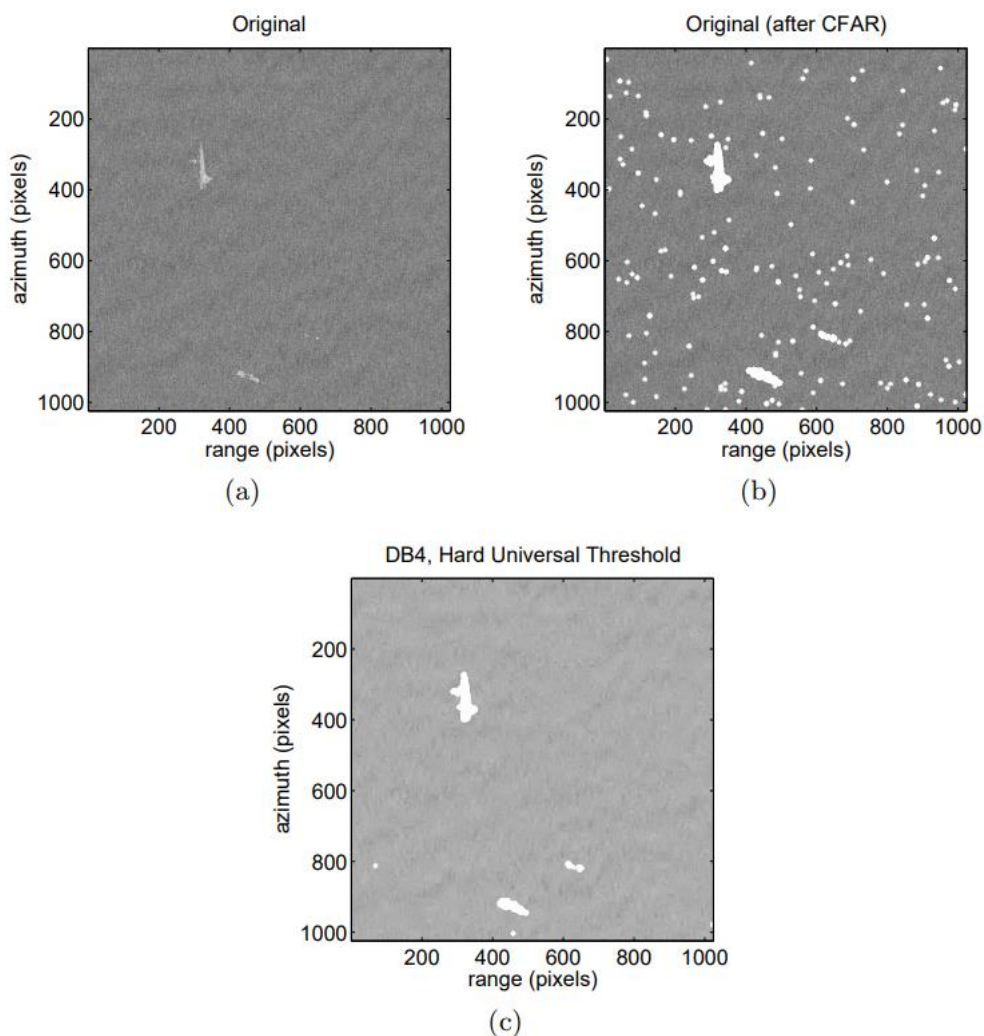 Original
azimuth (pixels)
200
400
600
800
1000
200 400 600 800 1000
range (pixels)
(a)
Original (after CFAR)
azimuth (pixels)
200
400
600
800
1000
200 400 600 800 1000
range (pixels)
(b)
DB4, Hard Universal Threshold
azimuth (pixels)
200
400
600
800
1000
200 400 600 800 1000
range (pixels)
(c)